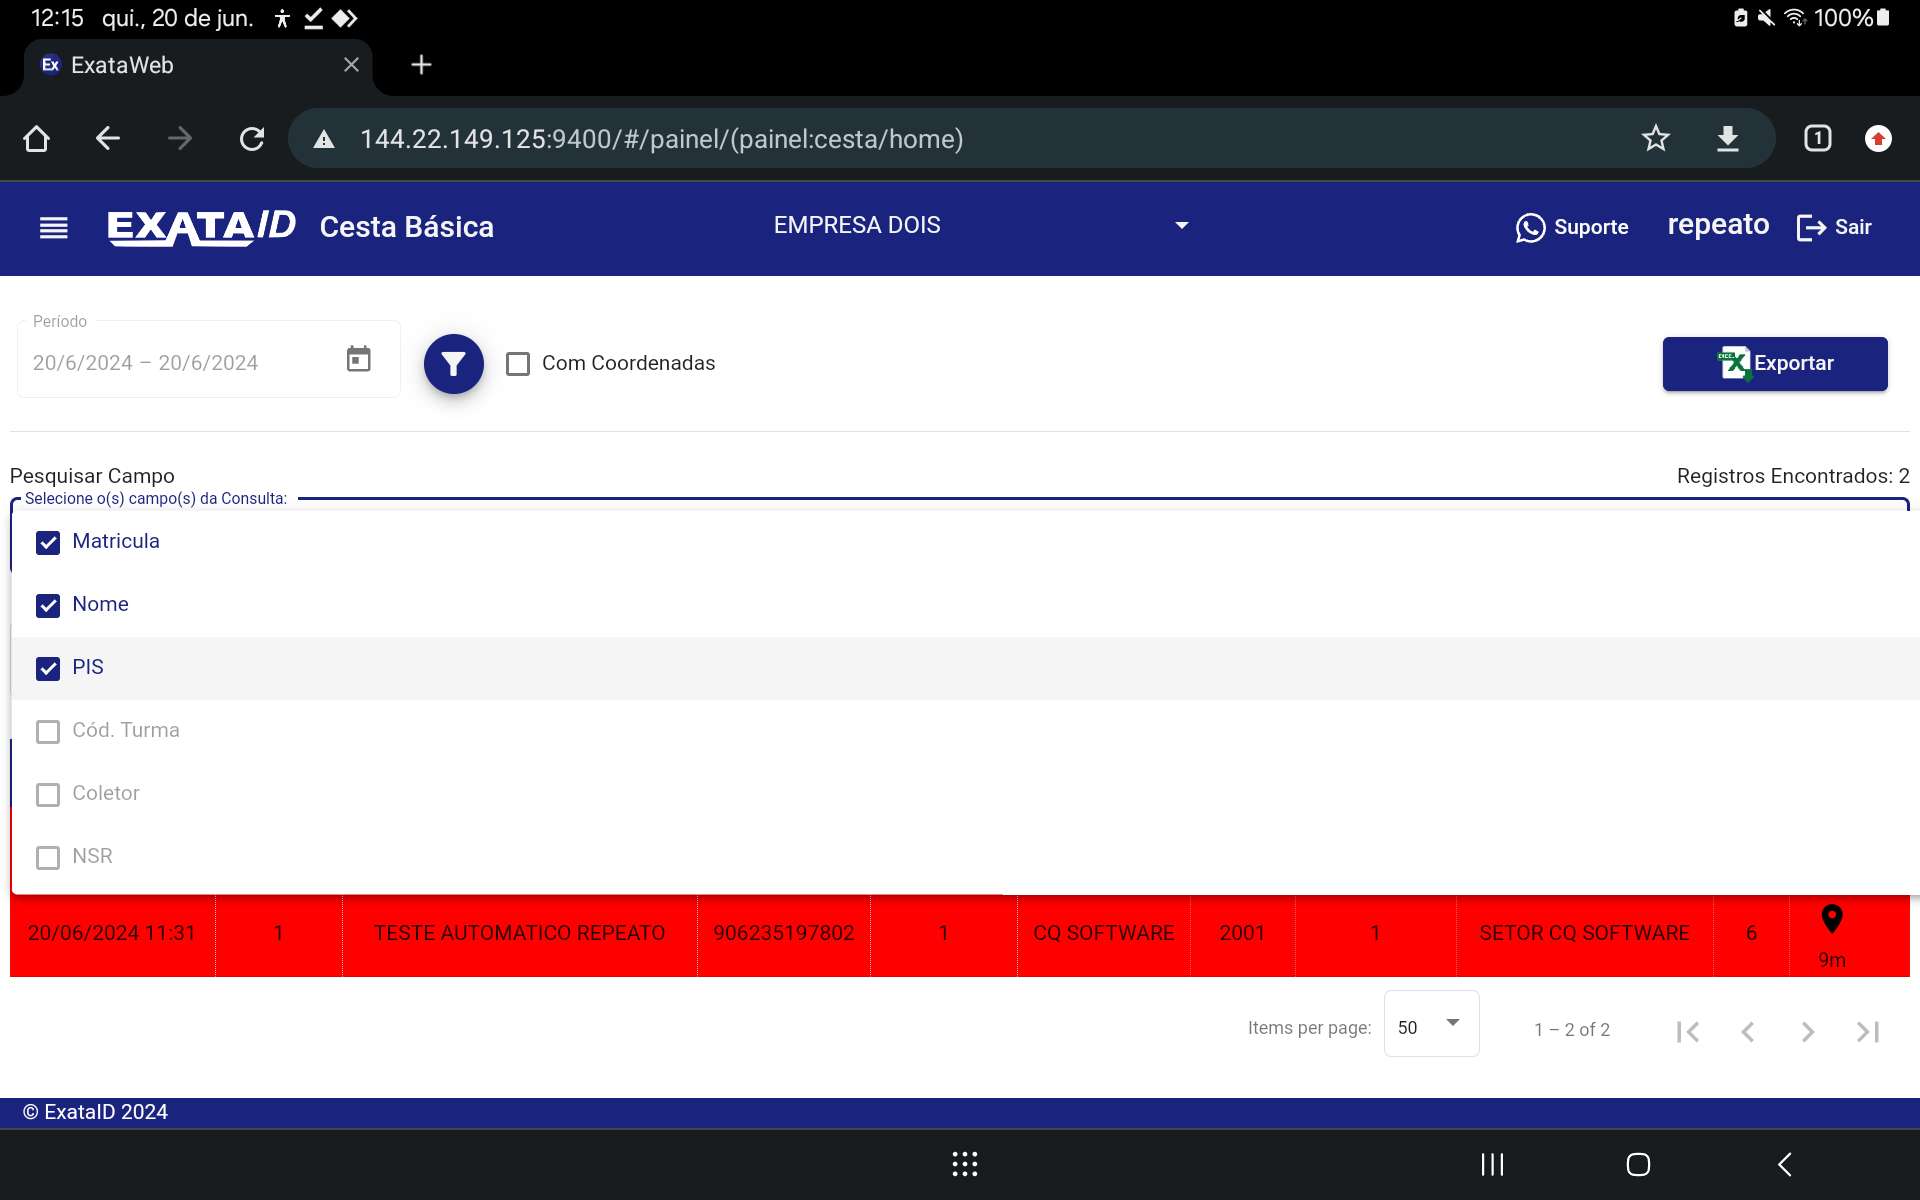 12:15 qui., 20 de jun. 100%
Ex ExataWeb
144.22.149.125:9400/#/painel/(painel:cesta/home) 1
EXATAID Cesta Básica EMPRESA DOIS Suporte repeato Sair
Período
20/6/2024 – 20/6/2024 Com Coordenadas Exportar
Pesquisar Campo Registros Encontrados: 2
Selecione o(s) campo(s) da Consulta:
Matricula
Nome
PIS
Cód. Turma
Coletor
NSR
20/06/2024 11:31 1 TESTE AUTOMATICO REPEATO 906235197802 1 CQ SOFTWARE 2001 1 SETOR CQ SOFTWARE 6 9m
Items per page: 50 1 – 2 of 2
© ExataID 2024